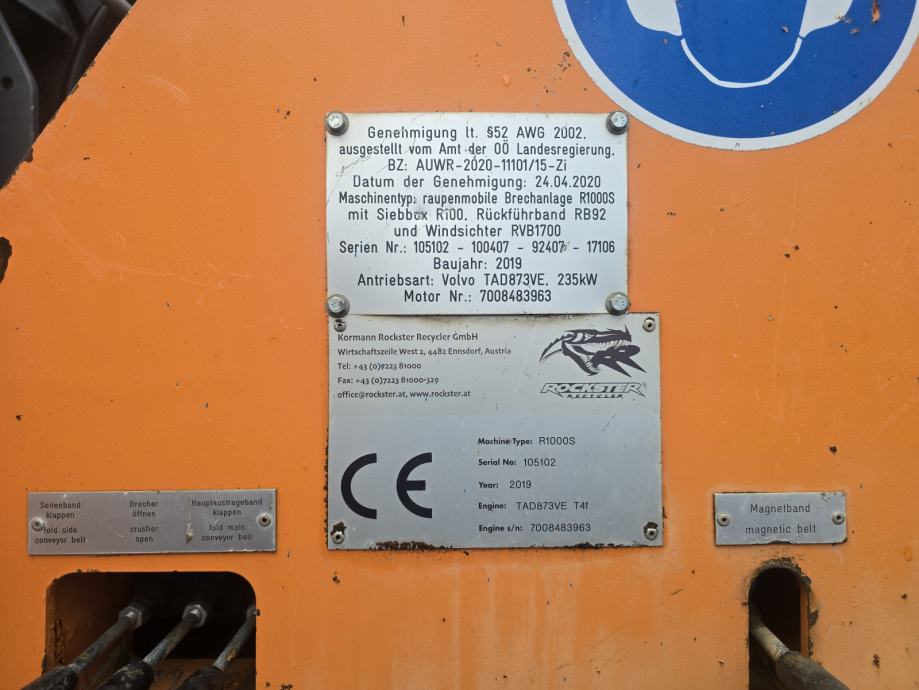 Genehmigung lt. §52 AWG 2002,
ausgestellt vom Amt der OÖ Landesregierung,
BZ: AUWR-2020-11101/15-Zi
Datum der Genehmigung: 24.04.2020
Maschinentyp: raupenmobile Brechanlage R1000S
mit Siebbox R100, Rückführband RB92
und Windsichter RVB1700
Serien Nr.: 105102 - 100407 - 92407 - 17106
Baujahr: 2019
Antriebsart: Volvo TAD873VE, 235kW
Motor Nr.: 7008483963
Kormann Rockster Recycler GmbH
Wirtschaftszeile West 2, 4482 Ennsdorf, Austria
Tel: +43 (0)7223 81000
Fax: +43 (0)7223 81000-329
office@rockster.at, www.rockster.at
RR
ROCKSTER®
RECYCLER
CE
Machine Type: R1000S
Serial No: 105102
Year: 2019
Engine: TAD873VE T4f
Engine s/n: 7008483963
Seitenband
klappen
fold side
conveyor belt
Brecher
öffnen
crusher
open
Hauptaustrageband
klappen
fold main
conveyor belt
Magnetband
magnetic belt